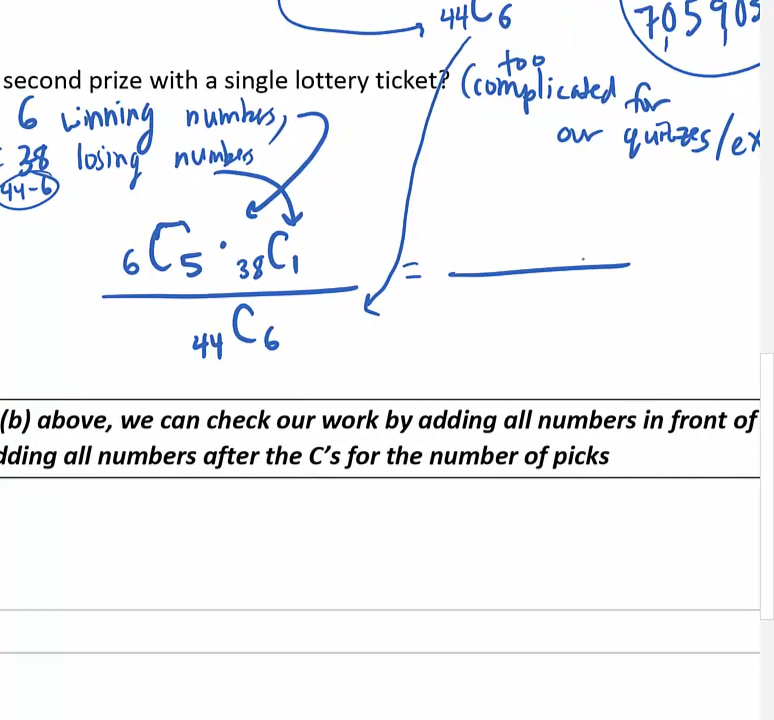 44C6
705905
second prize with a single lottery ticket? (too complicated for
our quizzes/ex
6 winning numbers,
38 losing numbers
44-6
6C5 · 38C1
44C6
=
(b) above, we can check our work by adding all numbers in front of
dding all numbers after the C's for the number of picks